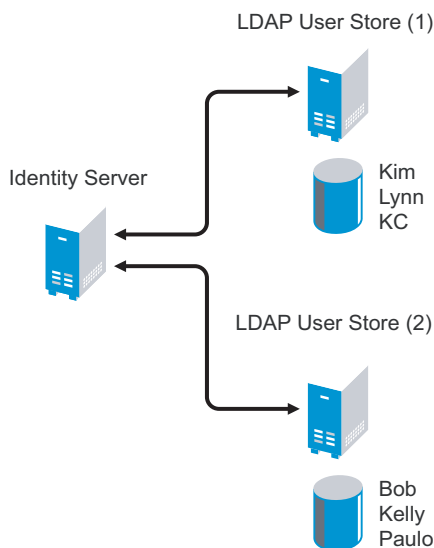 LDAP User Store (1)
Identity Server
Kim
Lynn
KC
LDAP User Store (2)
Bob
Kelly
Paulo